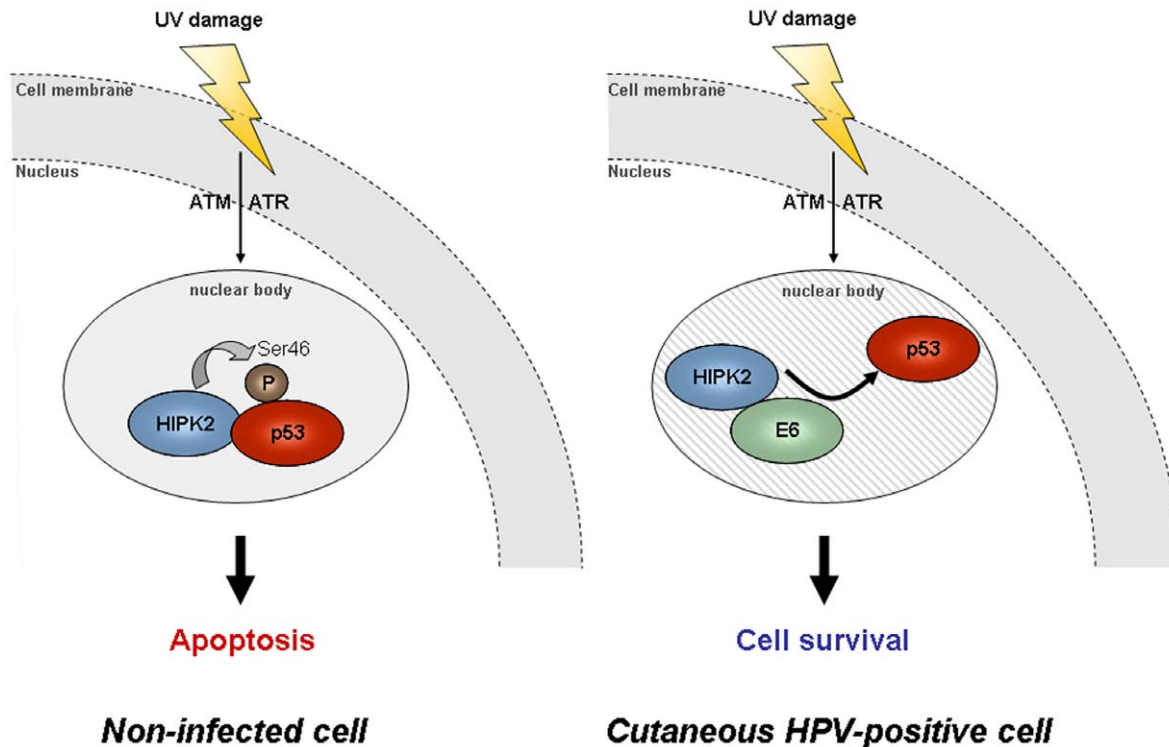 UV damage
Cell membrane
Nucleus
ATM ATR
nuclear body
Ser46
P
HIPK2
p53
Apoptosis
Non-infected cell
UV damage
Cell membrane
Nucleus
ATM ATR
nuclear body
p53
HIPK2
E6
Cell survival
Cutaneous HPV-positive cell